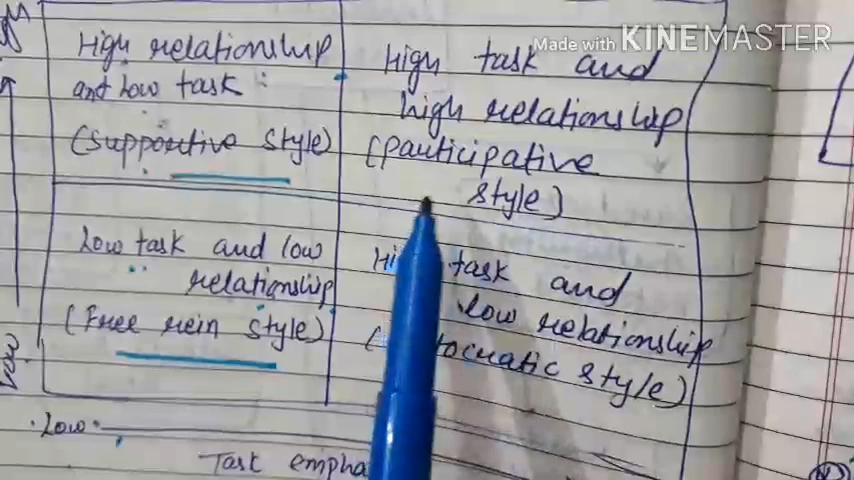 Made with KINEMASTER
High relationship
and low task :
(supportive style)
High task and
high relationship
(participative
style)
Low task and low
relationship
(Free rein style)
task and
low relationship
style)
Low
Low
Task